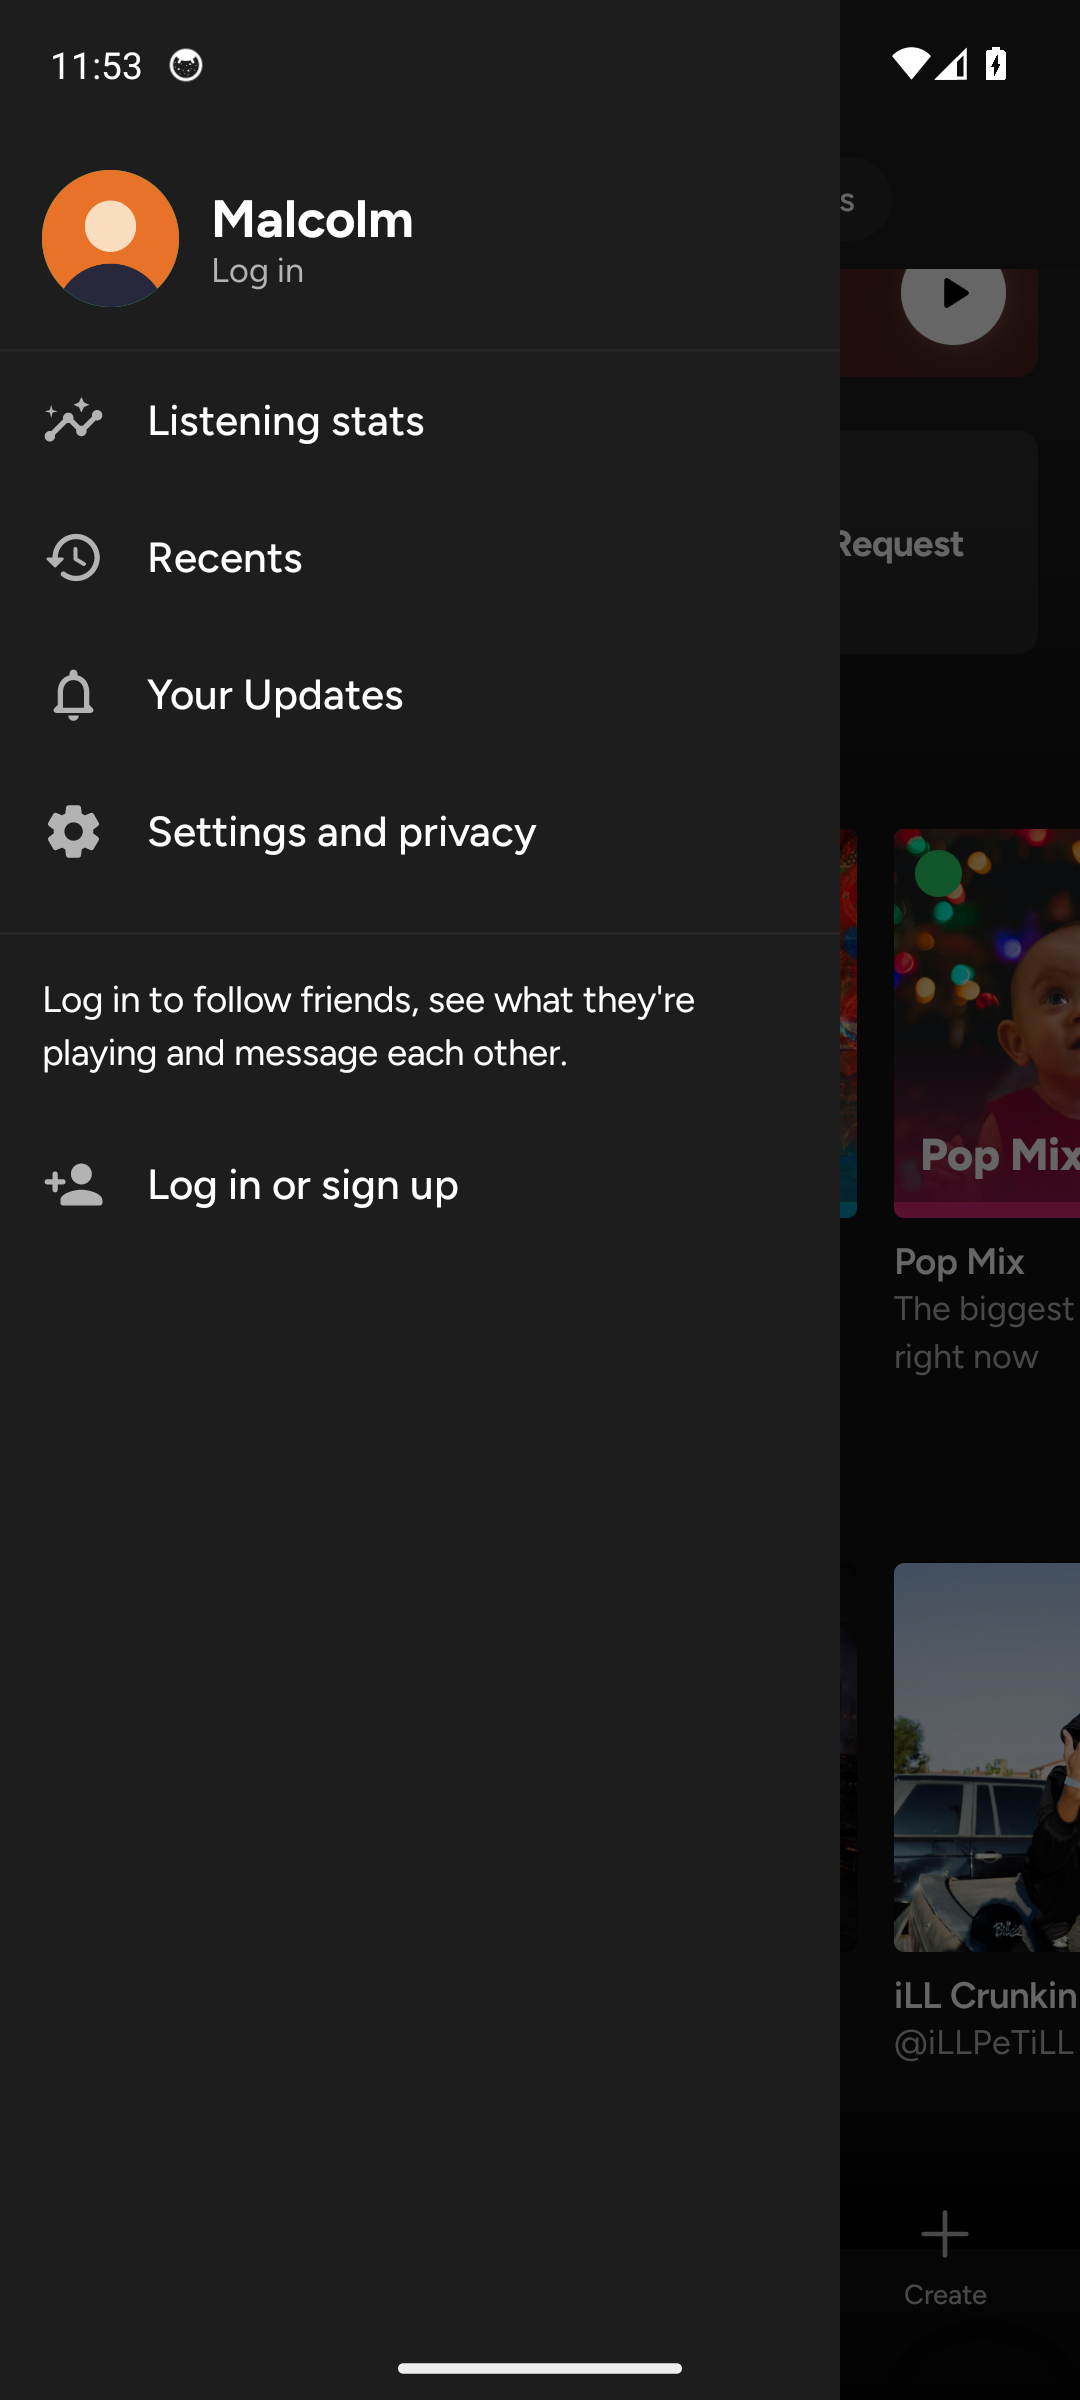 11:53
Malcolm
Log in
Listening stats
Recents
Your Updates
Settings and privacy
Log in to follow friends, see what they're
playing and message each other.
Log in or sign up
s
Request
Pop Mix
Pop Mix
The biggest
right now
iLL Crunkin
@iLLPeTiLL
Create